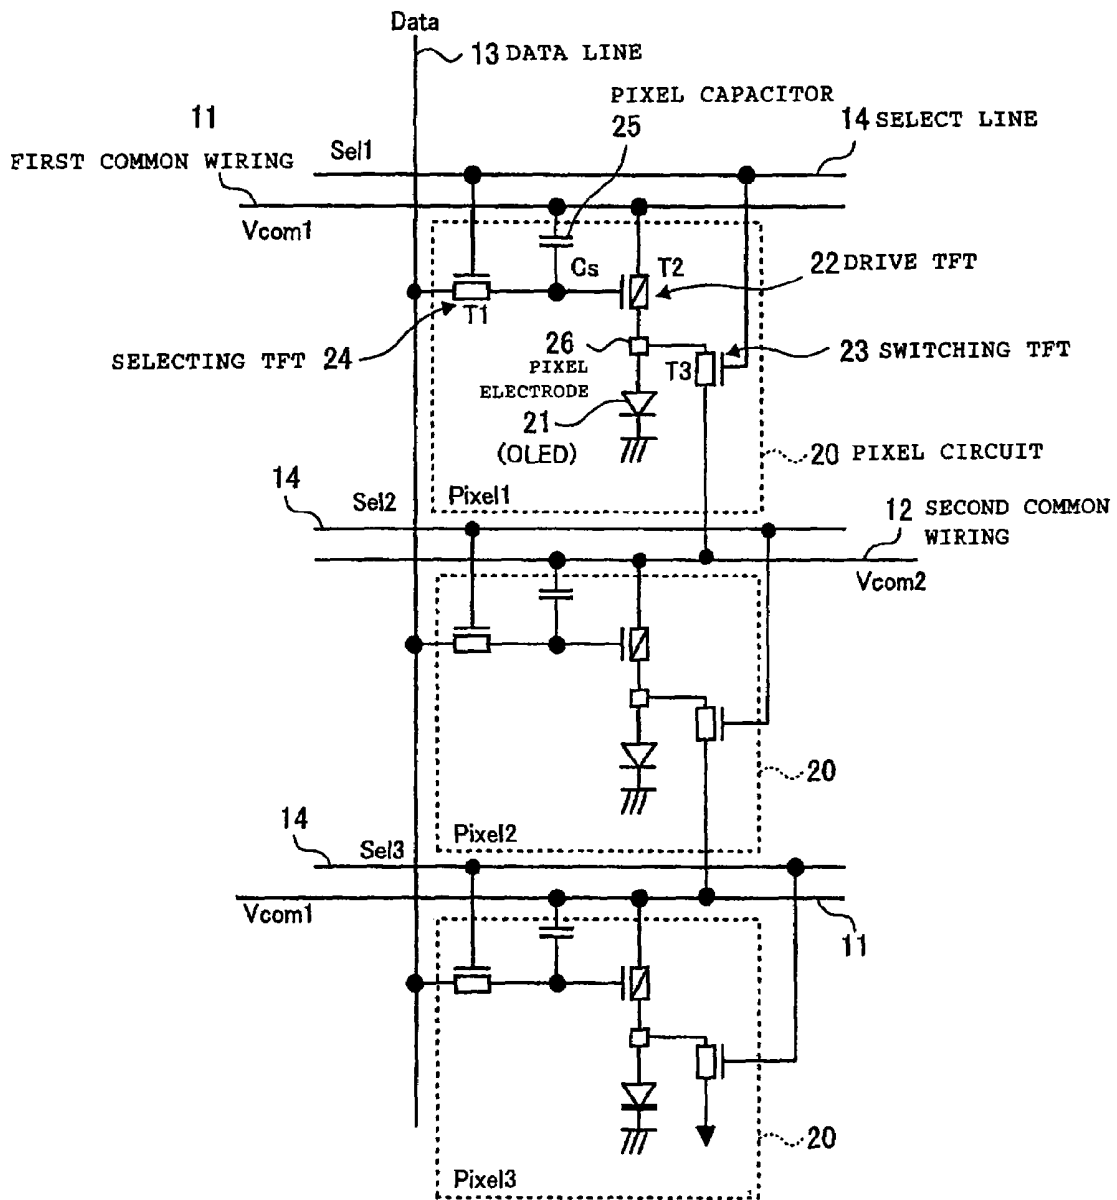 Data
13 DATA LINE
PIXEL CAPACITOR
25
11
FIRST COMMON WIRING
14 SELECT LINE
Sel1
Vcom1
Cs
T2
22 DRIVE TFT
T1
SELECTING TFT 24
26
PIXEL
ELECTRODE
T3
23 SWITCHING TFT
21
(OLED)
20 PIXEL CIRCUIT
Pixel1
14
Sel2
12 SECOND COMMON
WIRING
Vcom2
20
Pixel2
14
Sel3
Vcom1
11
20
Pixel3